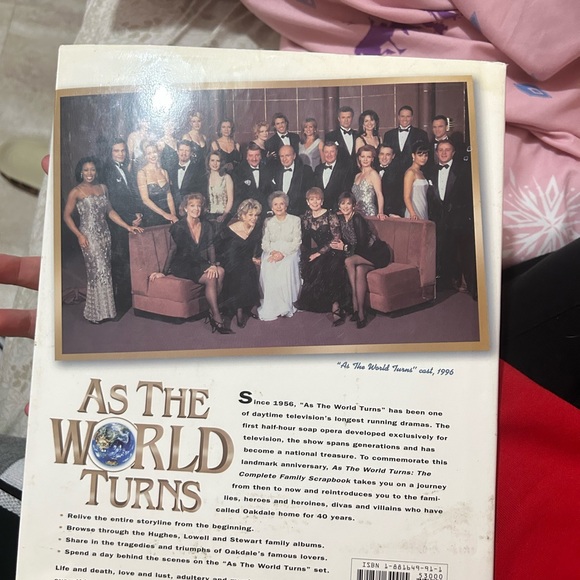 "As The World Turns" cast, 1996
AS THE
WORLD
TURNS
Since 1956, "As The World Turns" has been one
of daytime television's longest running dramas. The
first half-hour soap opera developed exclusively for
television, the show spans generations and has
become a national treasure. To commemorate this
landmark anniversary, As The World Turns: The
Complete Family Scrapbook takes you on a journey
from then to now and reintroduces you to the fami-
lies, heroes and heroines, divas and villains who have
called Oakdale home for 40 years.
• Relive the entire storyline from the beginning.
• Browse through the Hughes, Lowell and Stewart family albums.
• Share in the tragedies and triumphs of Oakdale's famous lovers.
• Spend a day behind the scenes on the "As The World Turns" set.
Life and death, love and lust, adultery and
ISBN 1-881649-91-1
53000